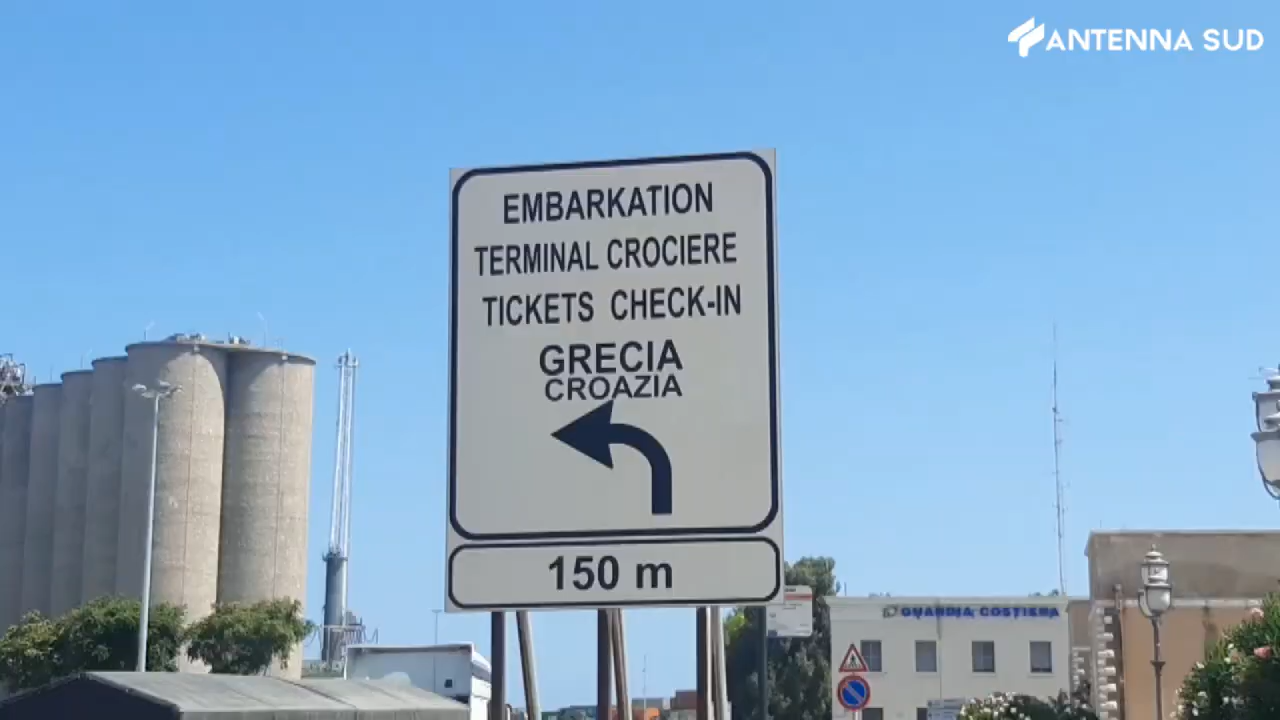 ANTENNA SUD
EMBARKATION
TERMINAL CROCIERE
TICKETS CHECK-IN
GRECIA
CROAZIA
150 m
GUARDIA COSTIERA